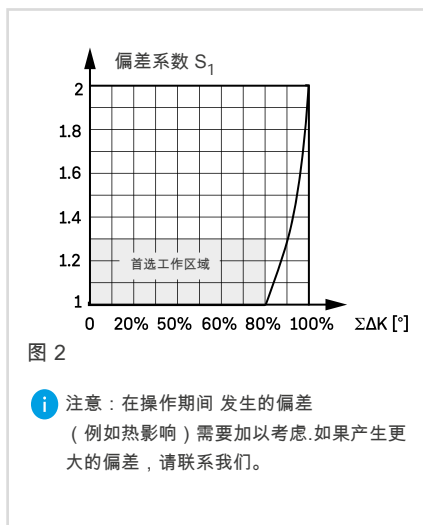 偏差系数 S1
2
1.8
1.6
1.4
1.2
首选工作区域
1
0 20% 50% 60% 80% 100% ΣΔK [°]
图 2
i 注意：在操作期间 发生的偏差
（例如热影响）需要加以考虑.如果产生更
大的偏差，请联系我们。